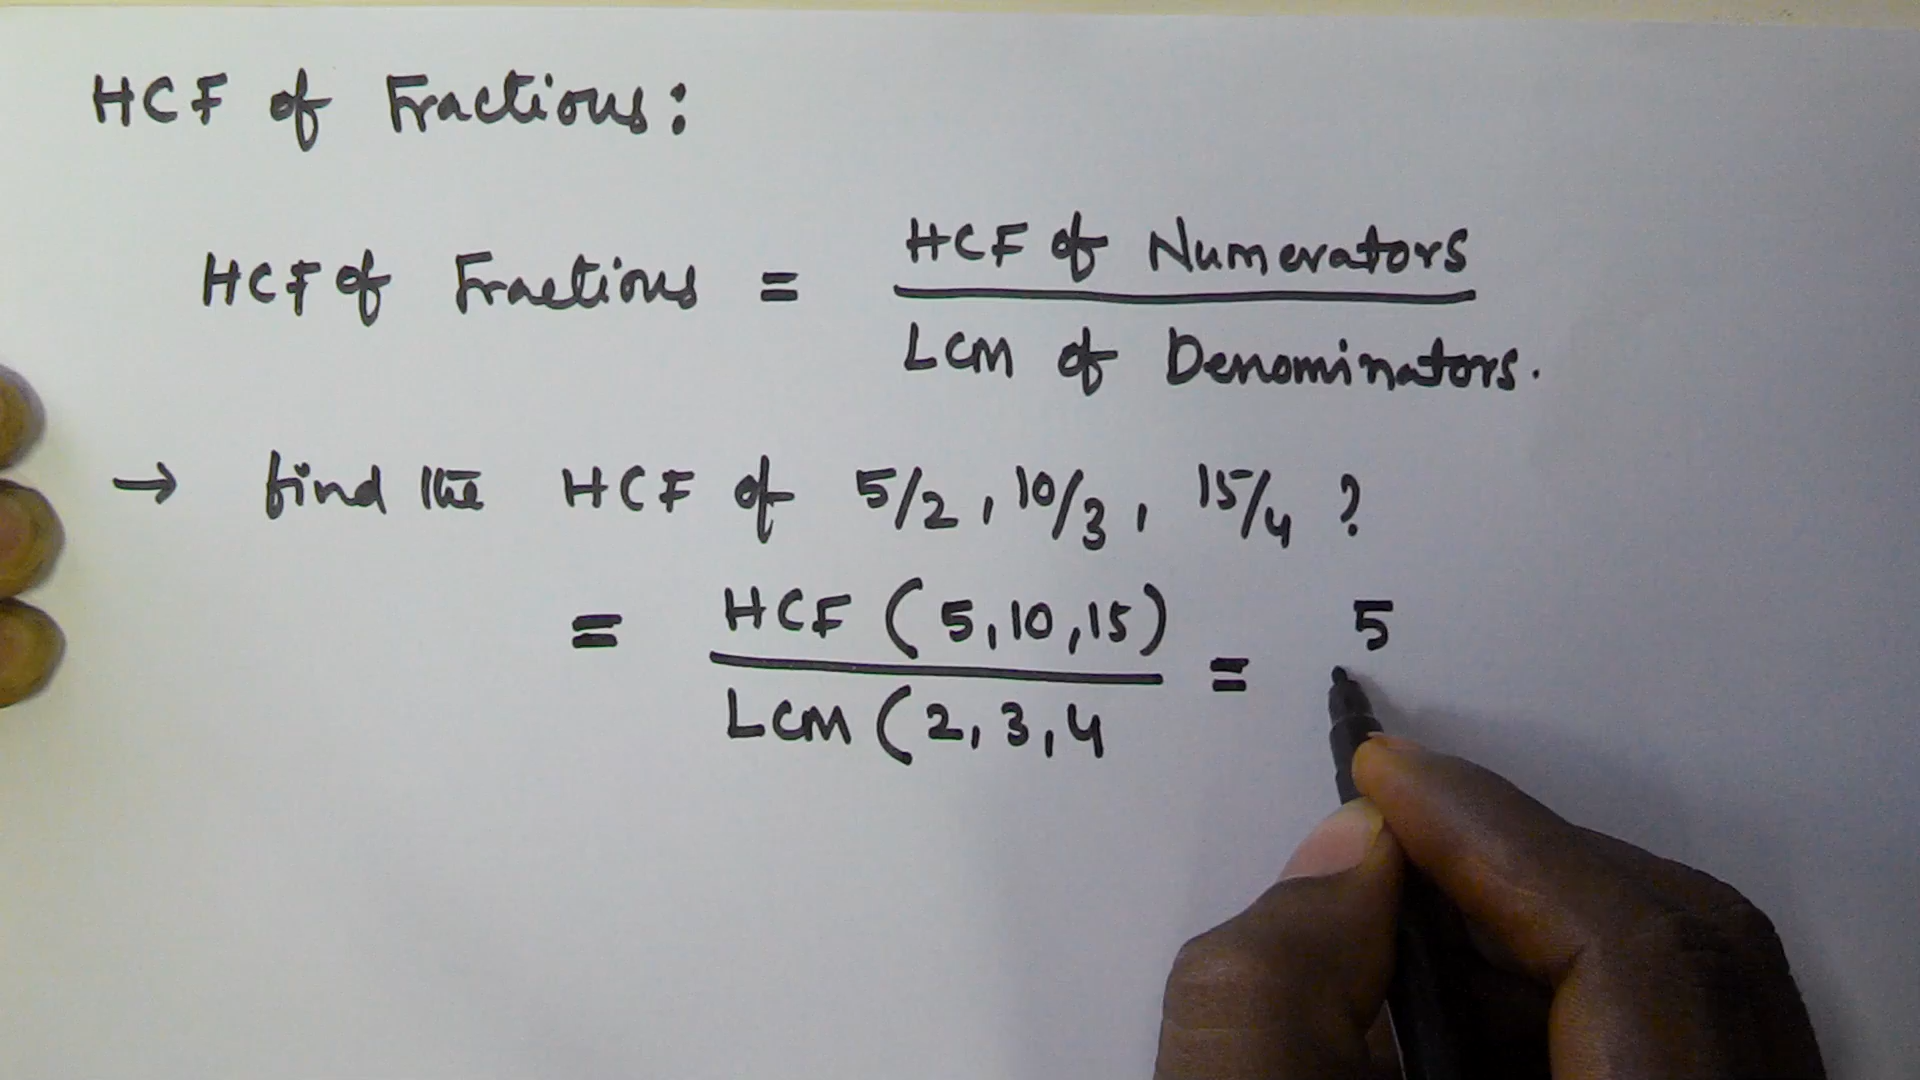 HCF of Fractions:
HCF of Fractions = HCF of Numerators
LCM of Denominators.
→ find the HCF of 5/2, 10/3, 15/4 ?
= HCF (5,10,15) = 5
LCM (2,3,4